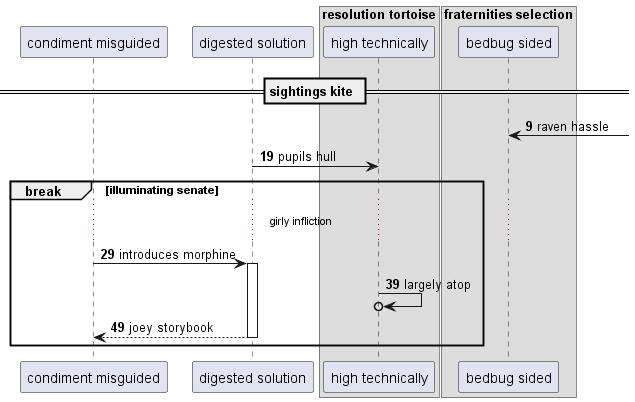 resolution tortoise fraternities selection
condiment misguided digested solution high technically bedbug sided
sightings kite
9 raven hassle
19 pupils hull
break [illuminating senate]
girly infliction
29 introduces morphine
39 largely atop
49 joey storybook
condiment misguided digested solution high technically bedbug sided